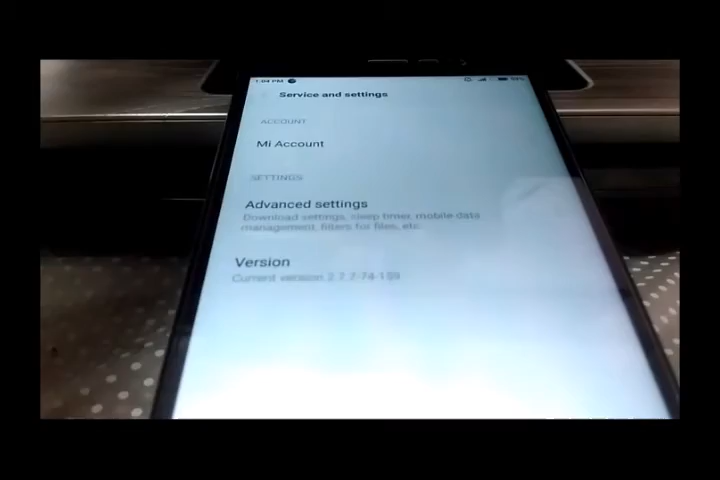 1:04 PM
Service and settings
ACCOUNT
Mi Account
SETTINGS
Advanced settings
Download settings, sleep timer, mobile data
management, filters for files, etc.
Version
Current version 2.7.7-74-139